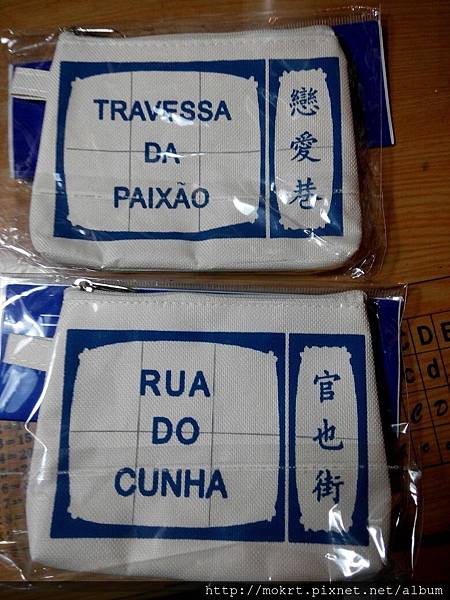 TRAVESSA
DA
PAIXÃO
戀愛巷
RUA
DO
CUNHA
官也街
C D E
c d
http://mokrt.pixnet.net/album